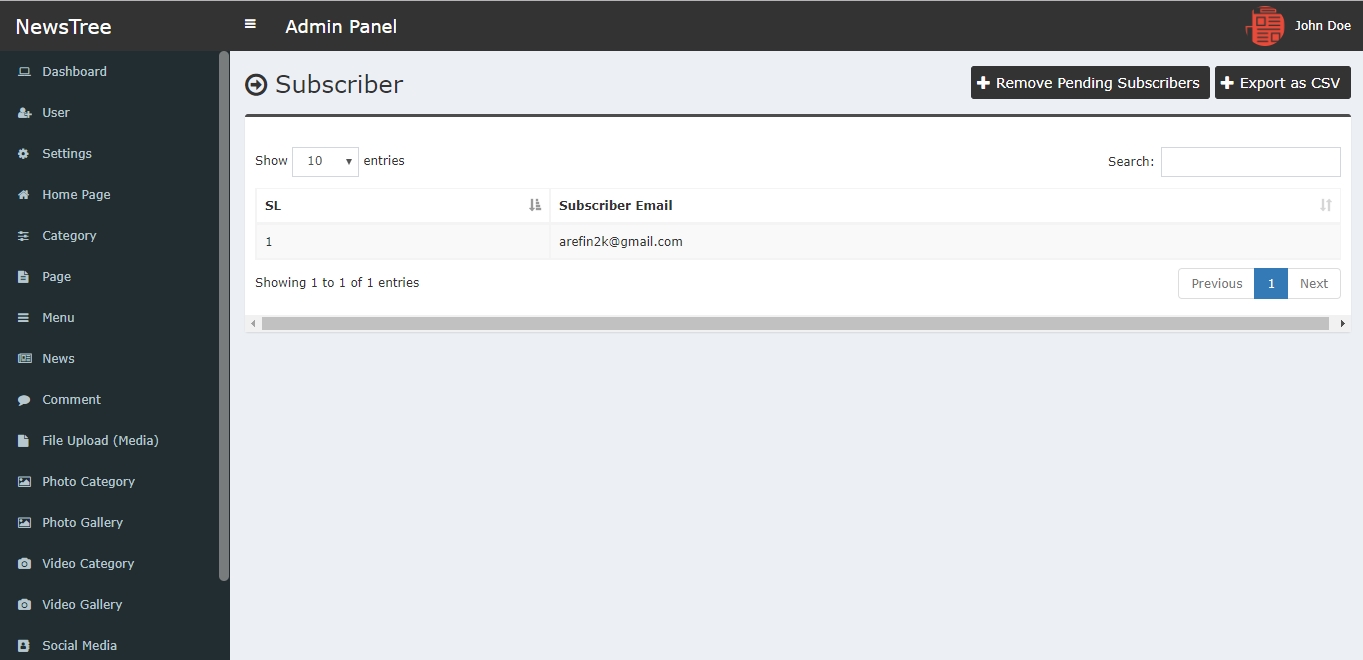 NewsTree
Admin Panel
John Doe
Dashboard
User
Settings
Home Page
Category
Page
Menu
News
Comment
File Upload (Media)
Photo Category
Photo Gallery
Video Category
Video Gallery
Social Media
Subscriber
Remove Pending Subscribers
Export as CSV
Show 10 entries
Search:
SL Subscriber Email
1 arefin2k@gmail.com
Showing 1 to 1 of 1 entries
Previous 1 Next